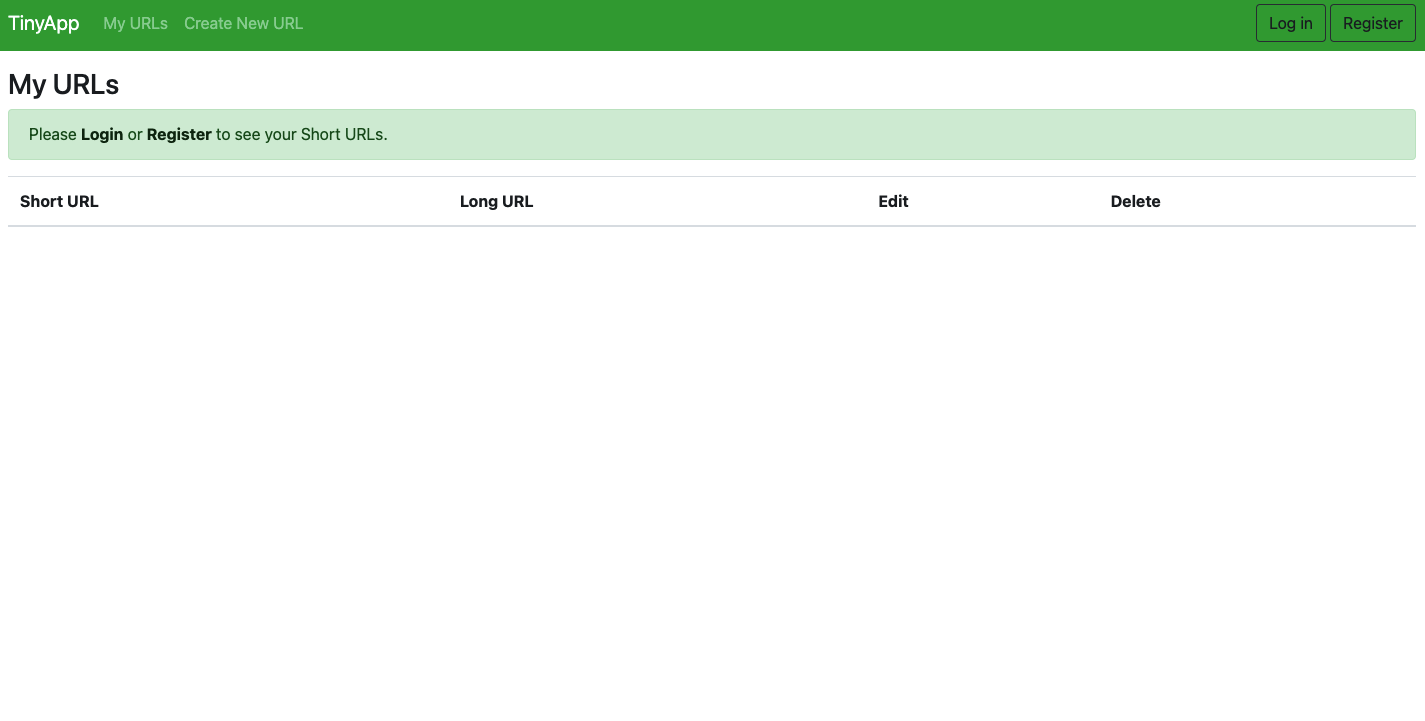 TinyApp My URLs Create New URL Log in Register
My URLs
Please Login or Register to see your Short URLs.
Short URL Long URL Edit Delete